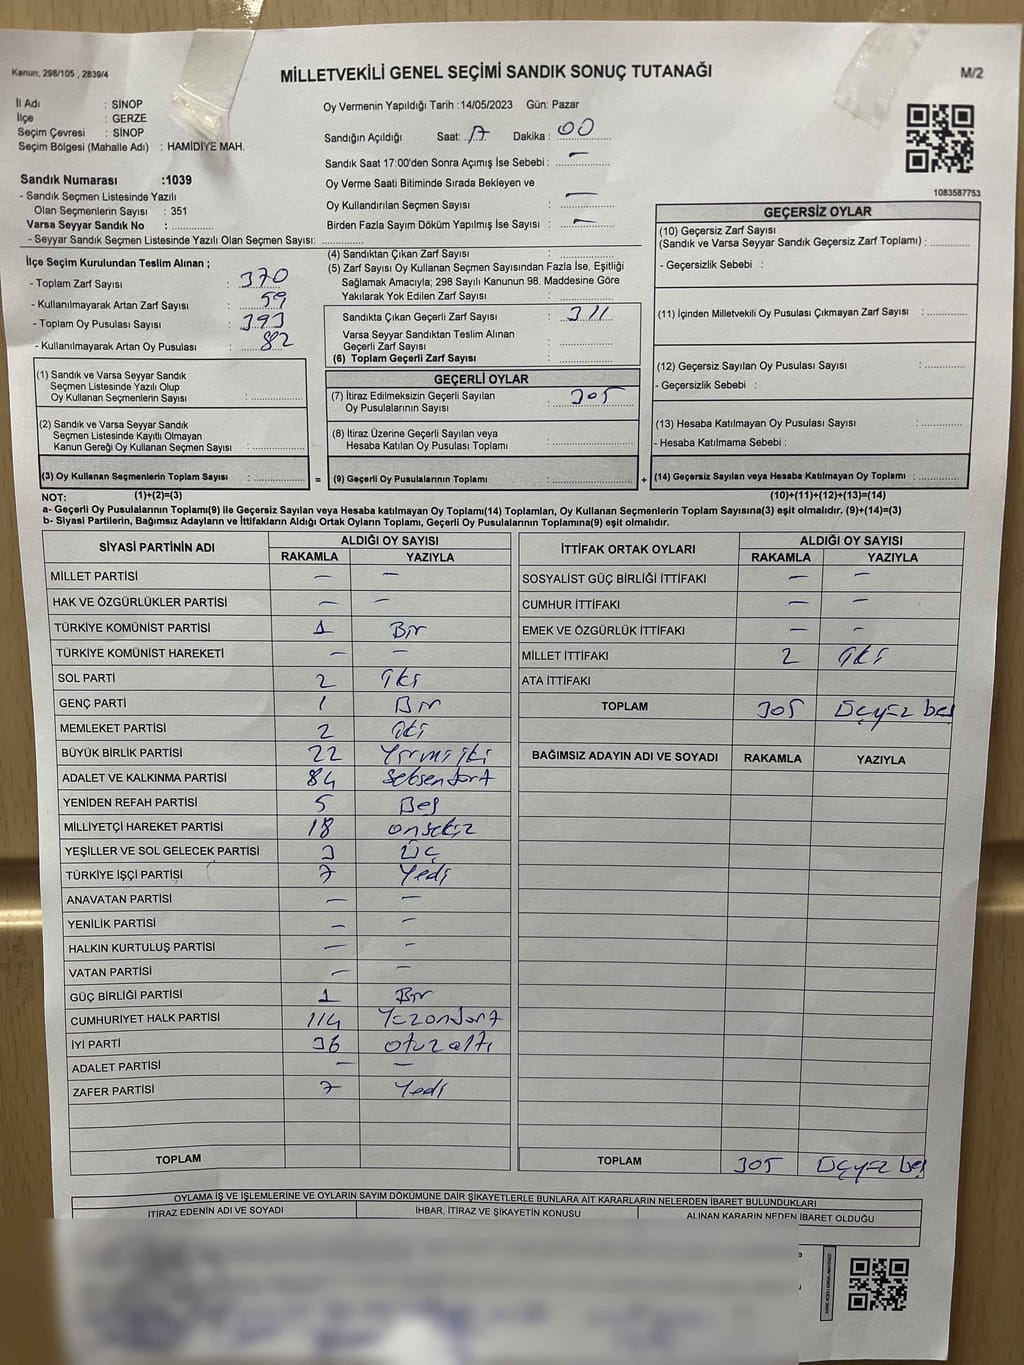 Kanun; 298/105 , 2839/4
MİLLETVEKİLİ GENEL SEÇİMİ SANDIK SONUÇ TUTANAĞI
M/2
İl Adı : SİNOP
İlçe : GERZE
Seçim Çevresi : SİNOP
Seçim Bölgesi (Mahalle Adı) : HAMİDİYE MAH.
Sandık Numarası :1039
- Sandık Seçmen Listesinde Yazılı
Olan Seçmenlerin Sayısı : 351
Varsa Seyyar Sandık No : ..............
- Seyyar Sandık Seçmen Listesinde Yazılı Olan Seçmen Sayısı: ..............
Oy Vermenin Yapıldığı Tarih :14/05/2023 Gün: Pazar
Sandığın Açıldığı Saat: 17 Dakika : 00
Sandık Saat 17:00'den Sonra Açımış İse Sebebi : —
Oy Verme Saati Bitiminde Sırada Bekleyen ve
Oy Kullandırılan Seçmen Sayısı : —
Birden Fazla Sayım Döküm Yapılmış İse Sayısı : —
1083587753
İlçe Seçim Kurulundan Teslim Alınan ;
- Toplam Zarf Sayısı : 370
- Kullanılmayarak Artan Zarf Sayısı : 59
- Toplam Oy Pusulası Sayısı : 393
- Kullanılmayarak Artan Oy Pusulası : 82
(4) Sandıktan Çıkan Zarf Sayısı : ..............
(5) Zarf Sayısı Oy Kullanan Seçmen Sayısından Fazla İse, Eşitliği
Sağlamak Amacıyla; 298 Sayılı Kanunun 98. Maddesine Göre
Yakılarak Yok Edilen Zarf Sayısı : ..............
Sandıkta Çıkan Geçerli Zarf Sayısı : 311
Varsa Seyyar Sandıktan Teslim Alınan
Geçerli Zarf Sayısı : ..............
(6) Toplam Geçerli Zarf Sayısı : ..............
GEÇERSİZ OYLAR
(10) Geçersiz Zarf Sayısı
(Sandık ve Varsa Seyyar Sandık Geçersiz Zarf Toplamı) : ..............
- Geçersizlik Sebebi :
(11) İçinden Milletvekili Oy Pusulası Çıkmayan Zarf Sayısı : ..............
(12) Geçersiz Sayılan Oy Pusulası Sayısı : ..............
- Geçersizlik Sebebi :
(13) Hesaba Katılmayan Oy Pusulası Sayısı : ..............
- Hesaba Katılmama Sebebi :
(14) Geçersiz Sayılan veya Hesaba Katılmayan Oy Toplamı : ..............
(10)+(11)+(12)+(13)=(14)
(1) Sandık ve Varsa Seyyar Sandık
Seçmen Listesinde Yazılı Olup
Oy Kullanan Seçmenlerin Sayısı : ..............
(2) Sandık ve Varsa Seyyar Sandık
Seçmen Listesinde Kayıtlı Olmayan
Kanun Gereği Oy Kullanan Seçmen Sayısı : ..............
(3) Oy Kullanan Seçmenlerin Toplam Sayısı : .............. =
GEÇERLİ OYLAR
(7) İtiraz Edilmeksizin Geçerli Sayılan
Oy Pusulalarının Sayısı : 305
(8) İtiraz Üzerine Geçerli Sayılan veya
Hesaba Katılan Oy Pusulası Toplamı : ..............
(9) Geçerli Oy Pusulalarının Toplamı : .............. +
NOT: (1)+(2)=(3)
a- Geçerli Oy Pusulalarının Toplamı(9) ile Geçersiz Sayılan veya Hesaba katılmayan Oy Toplamı(14) Toplamları, Oy Kullanan Seçmenlerin Toplam Sayısına(3) eşit olmalıdır. (9)+(14)=(3)
b- Siyasi Partilerin, Bağımsız Adayların ve İttifakların Aldığı Ortak Oyların Toplamı, Geçerli Oy Pusulalarının Toplamına(9) eşit olmalıdır.
SİYASİ PARTİNİN ADI ALDIĞI OY SAYISI
RAKAMLA YAZIYLA
MİLLET PARTİSİ — —
HAK VE ÖZGÜRLÜKLER PARTİSİ — —
TÜRKİYE KOMÜNİST PARTİSİ 1 Bir
TÜRKİYE KOMÜNİST HAREKETİ — —
SOL PARTİ 2 iki
GENÇ PARTİ 1 Bir
MEMLEKET PARTİSİ 2 iki
BÜYÜK BİRLİK PARTİSİ 22 Yirmi iki
ADALET VE KALKINMA PARTİSİ 84 Seksendört
YENİDEN REFAH PARTİSİ 5 Beş
MİLLİYETÇİ HAREKET PARTİSİ 18 onsekiz
YEŞİLLER VE SOL GELECEK PARTİSİ 3 Üç
TÜRKİYE İŞÇİ PARTİSİ 7 Yedi
ANAVATAN PARTİSİ — —
YENİLİK PARTİSİ — —
HALKIN KURTULUŞ PARTİSİ — —
VATAN PARTİSİ — —
GÜÇ BİRLİĞİ PARTİSİ 1 Bir
CUMHURİYET HALK PARTİSİ 114 Yüzondört
İYİ PARTİ 36 otuzaltı
ADALET PARTİSİ — —
ZAFER PARTİSİ 7 Yedi
TOPLAM
İTTİFAK ORTAK OYLARI ALDIĞI OY SAYISI
RAKAMLA YAZIYLA
SOSYALİST GÜÇ BİRLİĞİ İTTİFAKI — —
CUMHUR İTTİFAKI — —
EMEK VE ÖZGÜRLÜK İTTİFAKI — —
MİLLET İTTİFAKI 2 iki
ATA İTTİFAKI
TOPLAM 305 Üçyüz beş
BAĞIMSIZ ADAYIN ADI VE SOYADI RAKAMLA YAZIYLA
TOPLAM 305 Üçyüz beş
OYLAMA İŞ VE İŞLEMLERİNE VE OYLARIN SAYIM DÖKÜMÜNE DAİR ŞİKAYETLERLE BUNLARA AİT KARARLARIN NELERDEN İBARET BULUNDUKLARI
İTİRAZ EDENİN ADI VE SOYADI İHBAR, İTİRAZ VE ŞİKAYETİN KONUSU ALINAN KARARIN NEDEN İBARET OLDUĞU